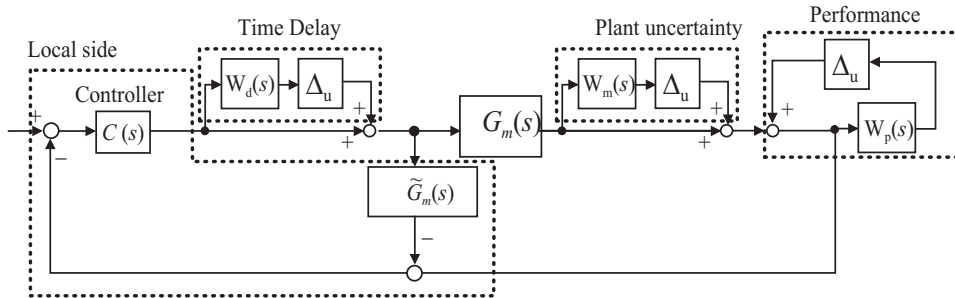 Time Delay
Plant uncertainty
Performance
Local side
Controller
W_d(s)
Δ_u
W_m(s)
Δ_u
Δ_u
+
+
+
+
C(s)
+
+
+
G_m(s)
W_p(s)
−
G̃_m(s)
−